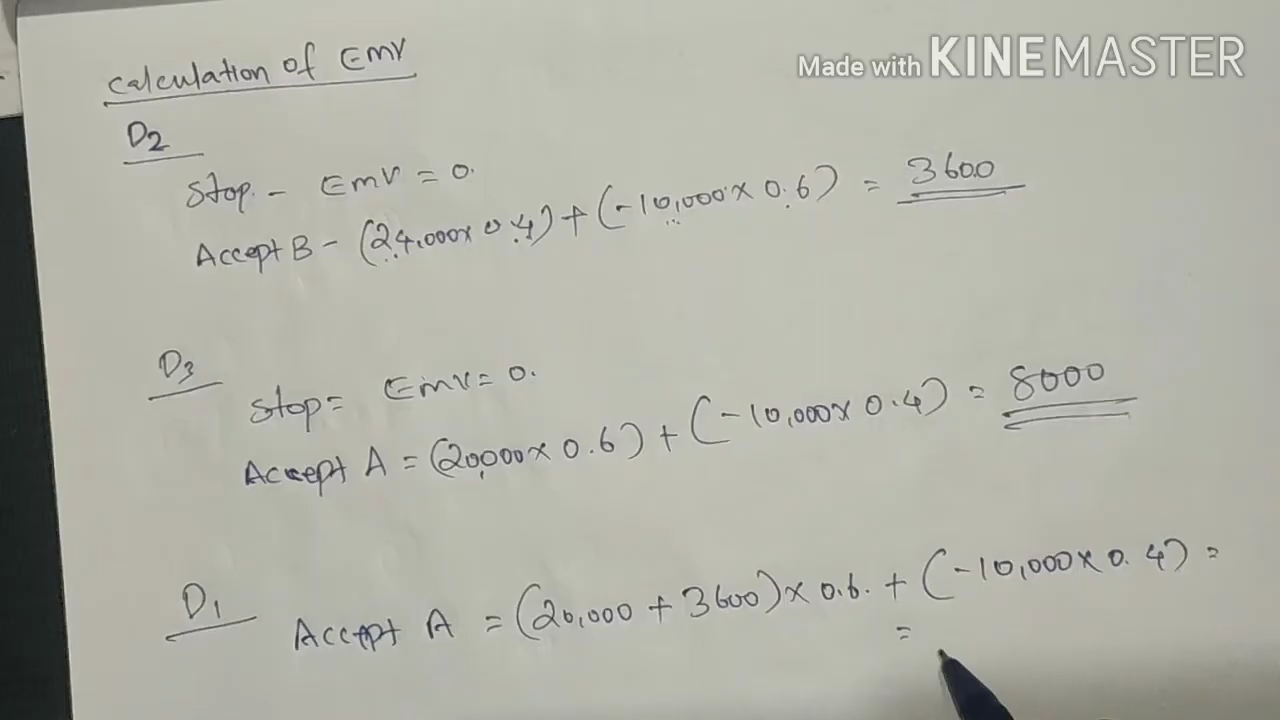 Made with KINEMASTER
Calculation of EMV
D2
Stop - EMV = 0.
Accept B - (24,000 x 0.4) + (-10,000 x 0.6) = 3600
D3
Stop = EMV = 0.
Accept A = (20,000 x 0.6) + (-10,000 x 0.4) = 8000
D1
Accept A = (20,000 + 3600) x 0.6. + (-10,000 x 0.4) =
=